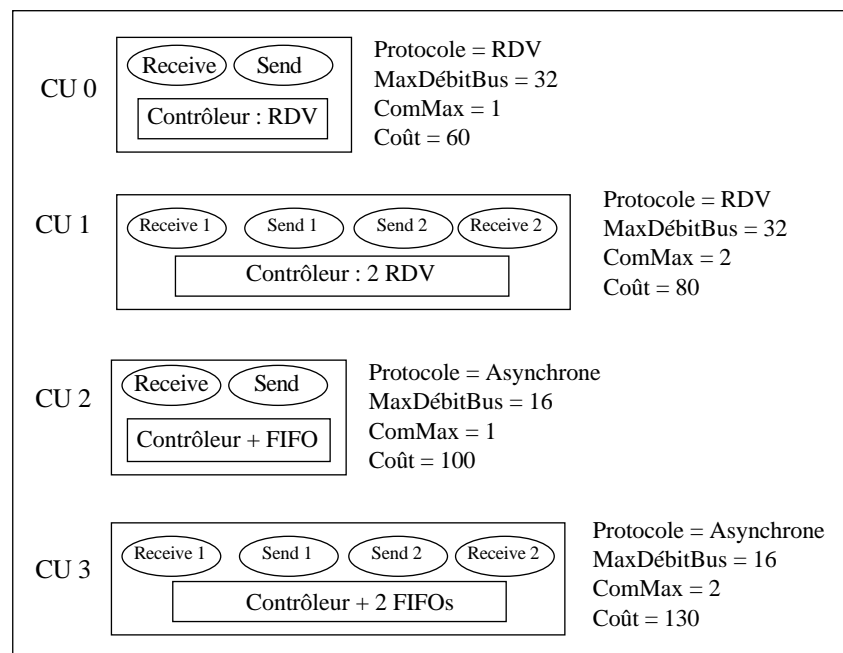 CU 0
Receive
Send
Contrôleur : RDV
Protocole = RDV
MaxDébitBus = 32
ComMax = 1
Coût = 60
CU 1
Receive 1
Send 1
Send 2
Receive 2
Contrôleur : 2 RDV
Protocole = RDV
MaxDébitBus = 32
ComMax = 2
Coût = 80
CU 2
Receive
Send
Contrôleur + FIFO
Protocole = Asynchrone
MaxDébitBus = 16
ComMax = 1
Coût = 100
CU 3
Receive 1
Send 1
Send 2
Receive 2
Contrôleur + 2 FIFOs
Protocole = Asynchrone
MaxDébitBus = 16
ComMax = 2
Coût = 130